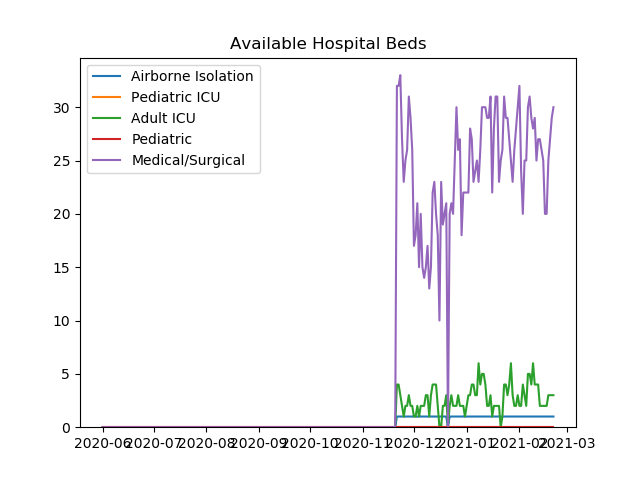 Available Hospital Beds
Airborne Isolation
Pediatric ICU
Adult ICU
Pediatric
Medical/Surgical
30
25
20
15
10
5
0
2020-06 2020-07 2020-08 2020-09 2020-10 2020-11 2020-12 2021-01 2021-02 2021-03